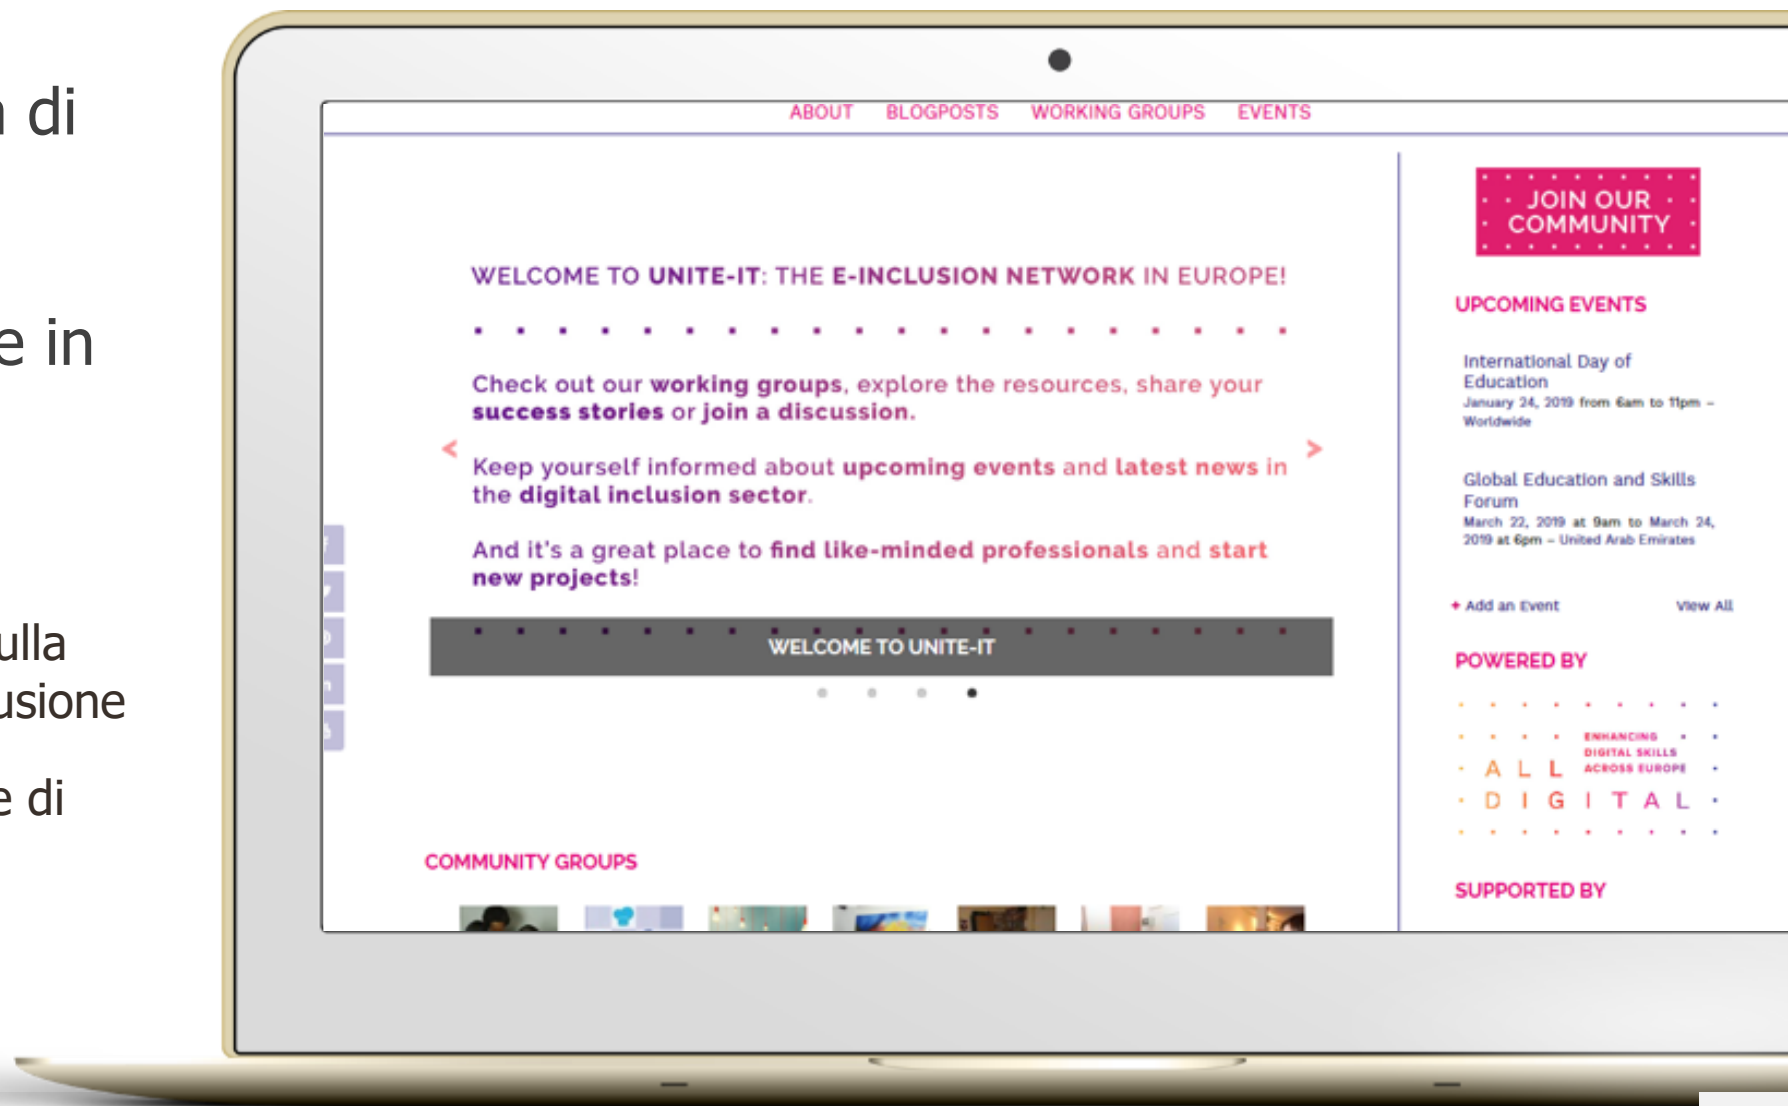 di
e in
ulla
usione
e di
ABOUT BLOGPOSTS WORKING GROUPS EVENTS
WELCOME TO UNITE-IT: THE E-INCLUSION NETWORK IN EUROPE!
Check out our working groups, explore the resources, share your
success stories or join a discussion.
Keep yourself informed about upcoming events and latest news in
the digital inclusion sector.
And it's a great place to find like-minded professionals and start
new projects!
< >
WELCOME TO UNITE-IT
COMMUNITY GROUPS
JOIN OUR
COMMUNITY
UPCOMING EVENTS
International Day of
Education
January 24, 2019 from 6am to 11pm –
Worldwide
Global Education and Skills
Forum
March 22, 2019 at 9am to March 24,
2019 at 6pm – United Arab Emirates
+ Add an Event View All
POWERED BY
ENHANCING
DIGITAL SKILLS
ACROSS EUROPE
ALL
DIGITAL
SUPPORTED BY